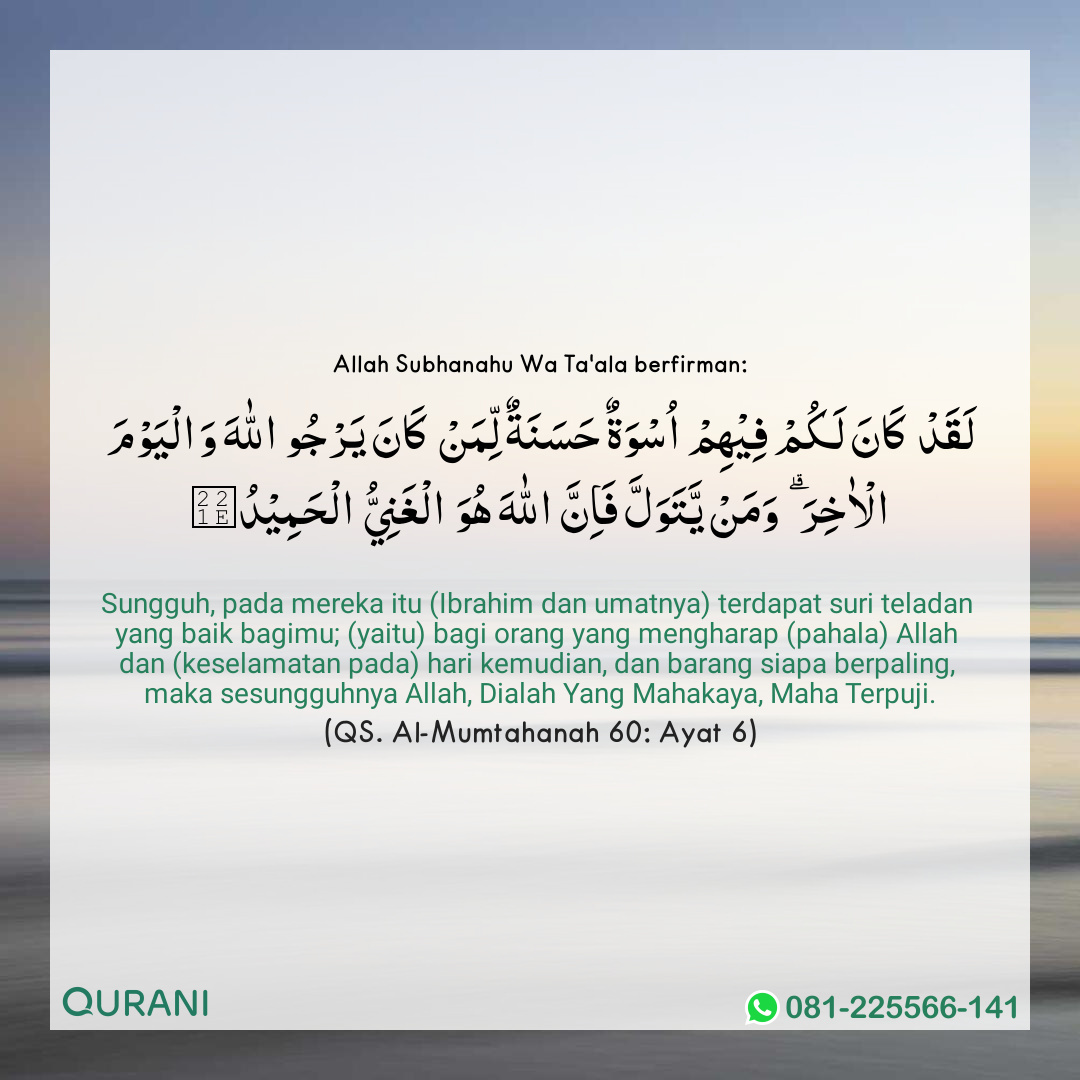 Allah Subhanahu Wa Ta'ala berfirman:
لَقَدْ كَانَ لَكُمْ فِيْهِمْ اُسْوَةٌ حَسَنَةٌ لِّمَنْ كَانَ يَرْجُو اللّٰهَ وَالْيَوْمَ
الْاٰخِرَ ۗ وَمَنْ يَّتَوَلَّ فَاِنَّ اللّٰهَ هُوَ الْغَنِيُّ الْحَمِيْدُ
Sungguh, pada mereka itu (Ibrahim dan umatnya) terdapat suri teladan
yang baik bagimu; (yaitu) bagi orang yang mengharap (pahala) Allah
dan (keselamatan pada) hari kemudian, dan barang siapa berpaling,
maka sesungguhnya Allah, Dialah Yang Mahakaya, Maha Terpuji.
(QS. Al-Mumtahanah 60: Ayat 6)
QURANI
081-225566-141